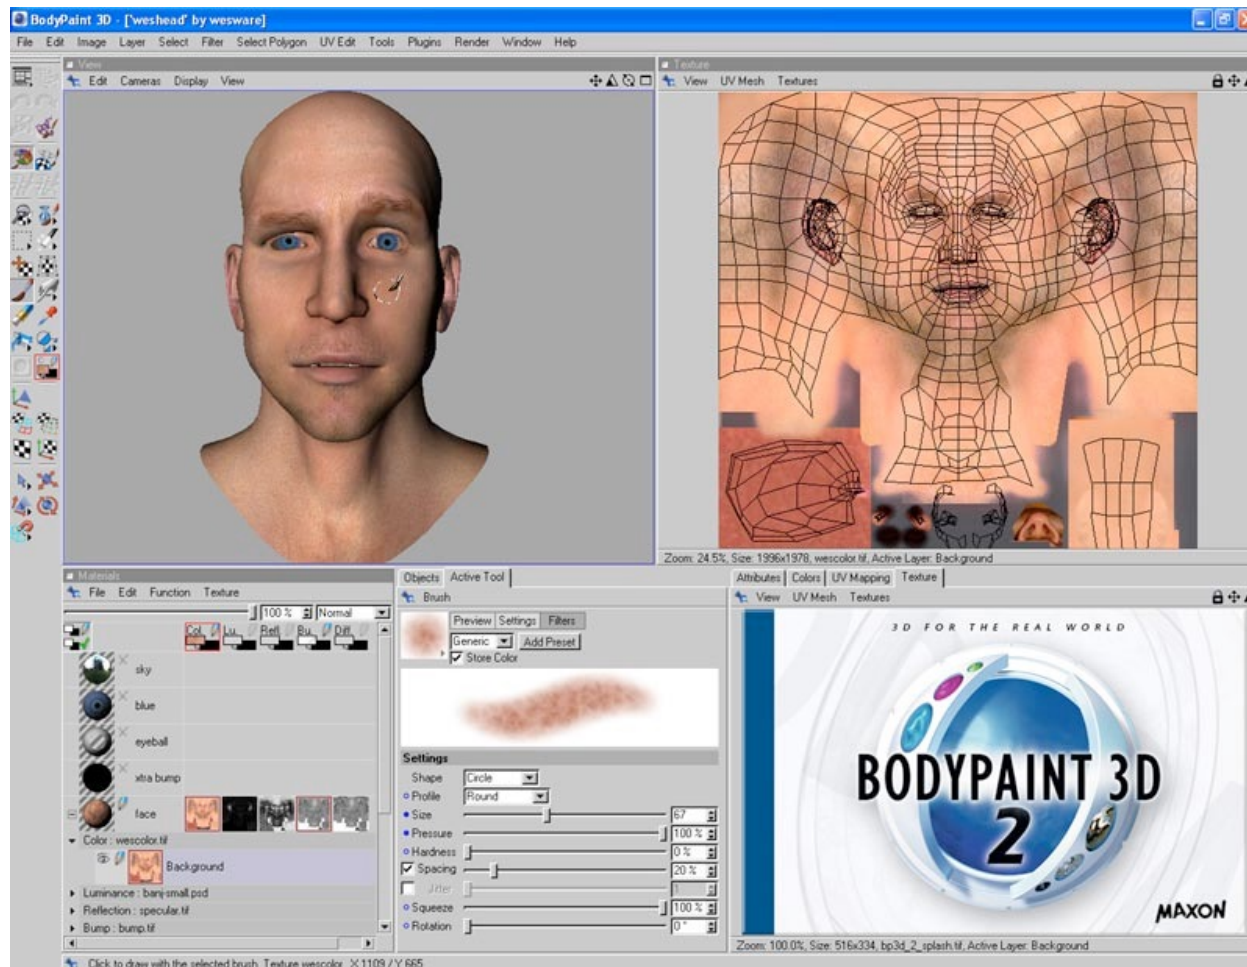 BodyPaint 3D - ['weshead' by wesware]
File Edit Image Layer Select Filter Select Polygon UV Edit Tools Plugins Render Window Help
View
Edit Cameras Display View
Texture
View UV Mesh Textures
Zoom: 24.5%, Size: 1996x1978, wescolor.tif, Active Layer: Background
Materials
File Edit Function Texture
100 % Normal
Col. Lu. Refl. Bu. Diff.
sky
blue
eyeball
xtra bump
face
Color : wescolor.tif
Background
Luminance : banj-small.psd
Reflection : specular.tif
Bump : bump.tif
Objects Active Tool
Brush
Preview Settings Filters
Generic Add Preset
Store Color
Settings
Shape Circle
Profile Round
Size 67
Pressure 100 %
Hardness 0 %
Spacing 20 %
Jitter 1
Squeeze 100 %
Rotation 0 °
Attributes Colors UV Mapping Texture
View UV Mesh Textures
3D FOR THE REAL WORLD
BODYPAINT 3D
2
MAXON
Zoom: 100.0%, Size: 516x334, bp3d_2_splash.tif, Active Layer: Background
Click to draw with the selected brush. Texture wescolor X 1109 / Y 665